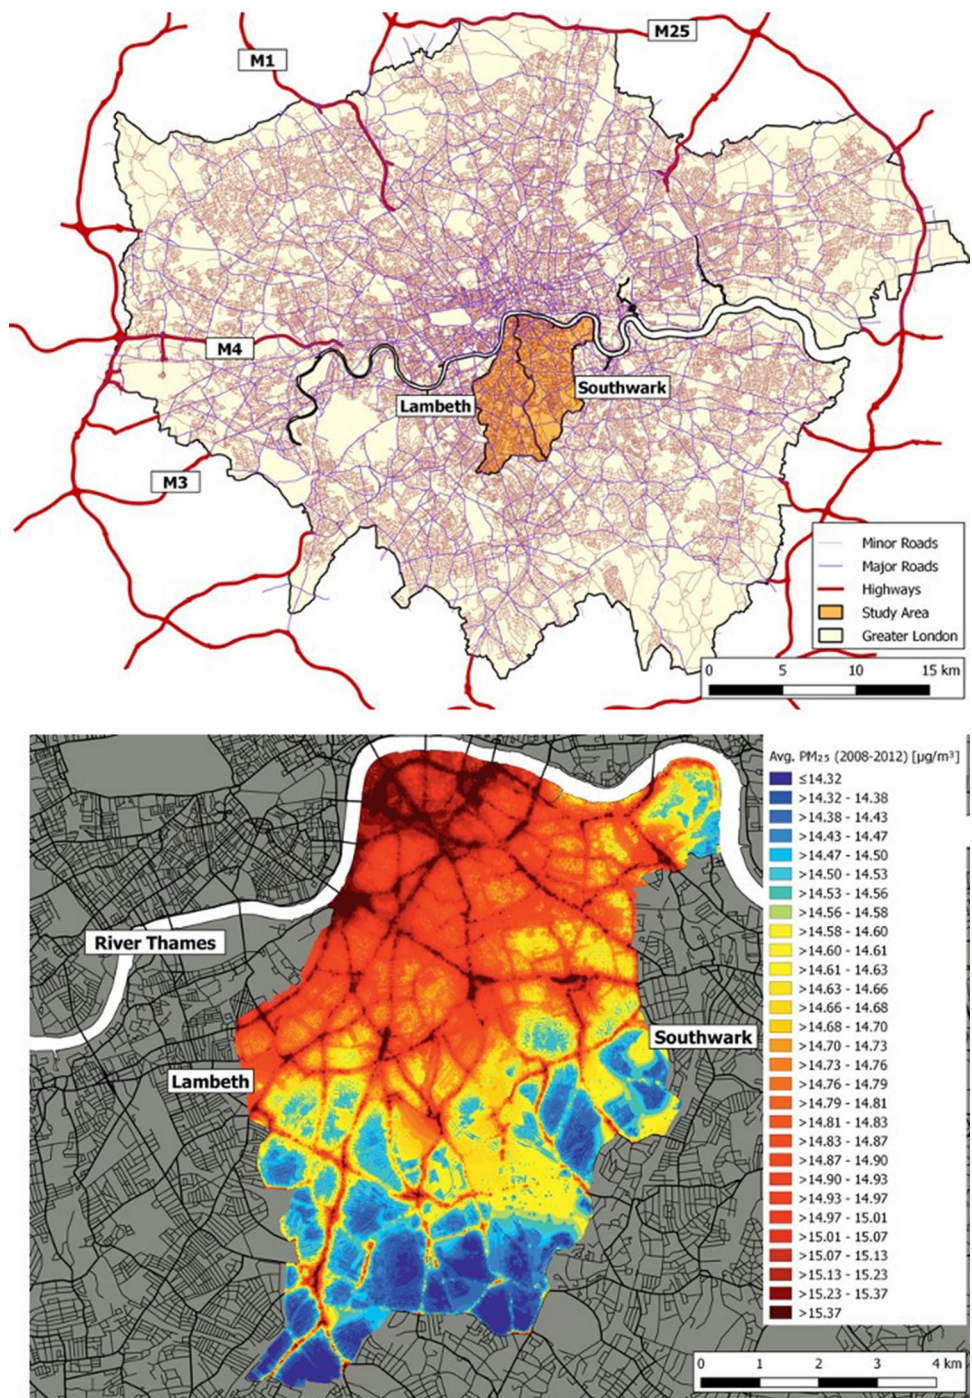 M25
M1
M4
Lambeth
Southwark
M3
Minor Roads
Major Roads
Highways
Study Area
Greater London
0 5 10 15 km
Avg. PM₂₅ (2008-2012) [µg/m³]
≤14.32
>14.32 - 14.38
>14.38 - 14.43
>14.43 - 14.47
>14.47 - 14.50
>14.50 - 14.53
>14.53 - 14.56
>14.56 - 14.58
>14.58 - 14.60
>14.60 - 14.61
>14.61 - 14.63
>14.63 - 14.66
>14.66 - 14.68
>14.68 - 14.70
>14.70 - 14.73
>14.73 - 14.76
>14.76 - 14.79
>14.79 - 14.81
>14.81 - 14.83
>14.83 - 14.87
>14.87 - 14.90
>14.90 - 14.93
>14.93 - 14.97
>14.97 - 15.01
>15.01 - 15.07
>15.07 - 15.13
>15.13 - 15.23
>15.23 - 15.37
>15.37
River Thames
Southwark
Lambeth
0 1 2 3 4 km